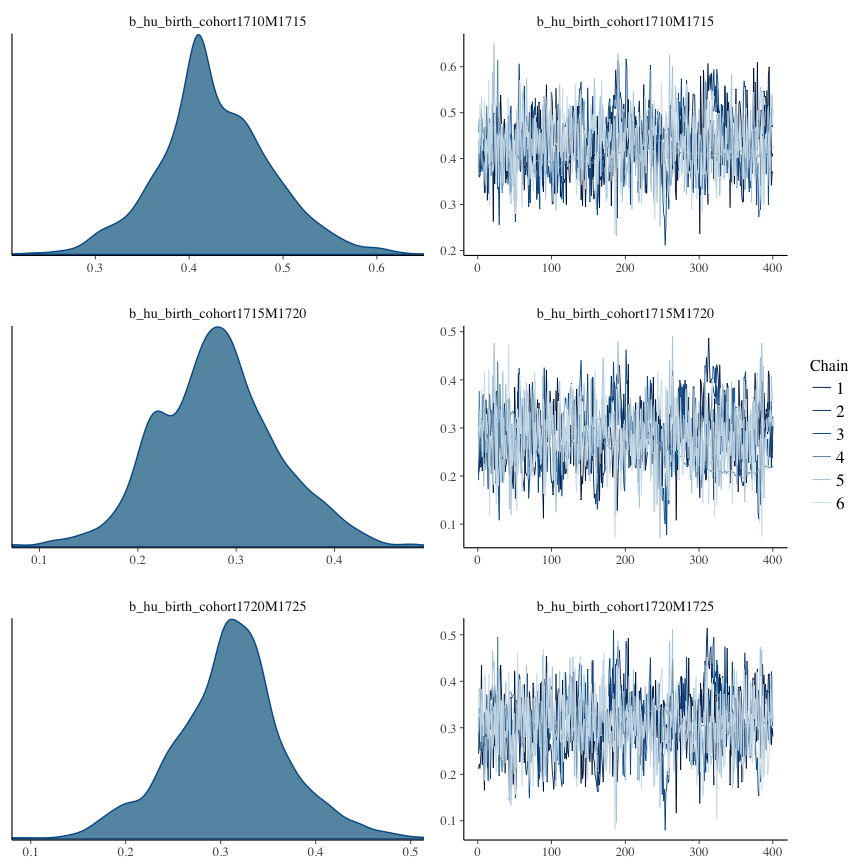 b_hu_birth_cohort1710M1715
b_hu_birth_cohort1710M1715
0.3 0.4 0.5 0.6
0.6
0.5
0.4
0.3
0.2
0 100 200 300 400
b_hu_birth_cohort1715M1720
b_hu_birth_cohort1715M1720
0.1 0.2 0.3 0.4
0.5
0.4
0.3
0.2
0.1
0 100 200 300 400
b_hu_birth_cohort1720M1725
b_hu_birth_cohort1720M1725
0.1 0.2 0.3 0.4 0.5
0.5
0.4
0.3
0.2
0.1
0 100 200 300 400
Chain
1
2
3
4
5
6